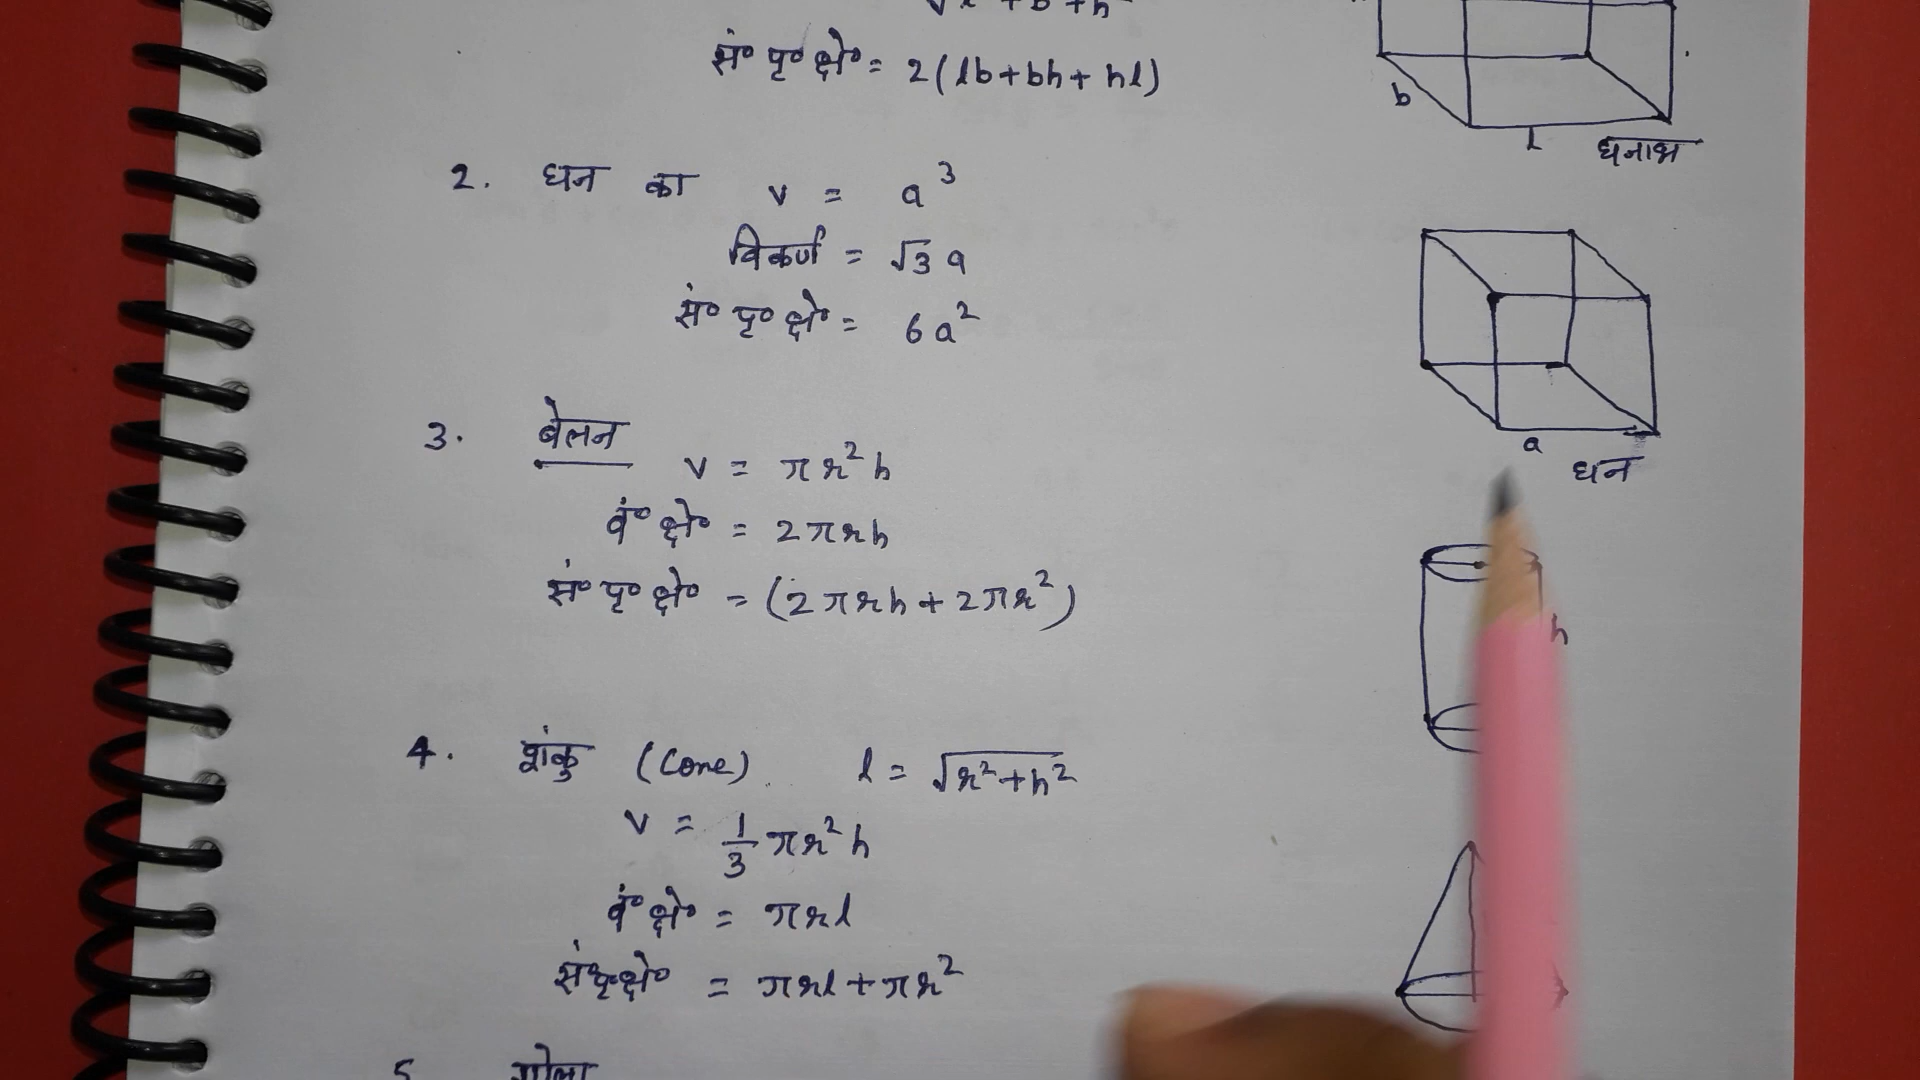 सं० पृ० क्षे० = 2(lb+bh+hl)
b
l
घनाभ
2. घन का v = a³
विकर्ण = √3 a
सं० पृ० क्षे० = 6a²
a
घन
3. बेलन
v = πr²h
वं० क्षे० = 2πrh
सं० पृ० क्षे० = (2πrh+2πr²)
h
4. शंकु (Cone). l = √r²+h²
v = 1/3 πr²h
वं० क्षे० = πrl
सं०पृ०क्षे० = πrl+πr²
5. गोला